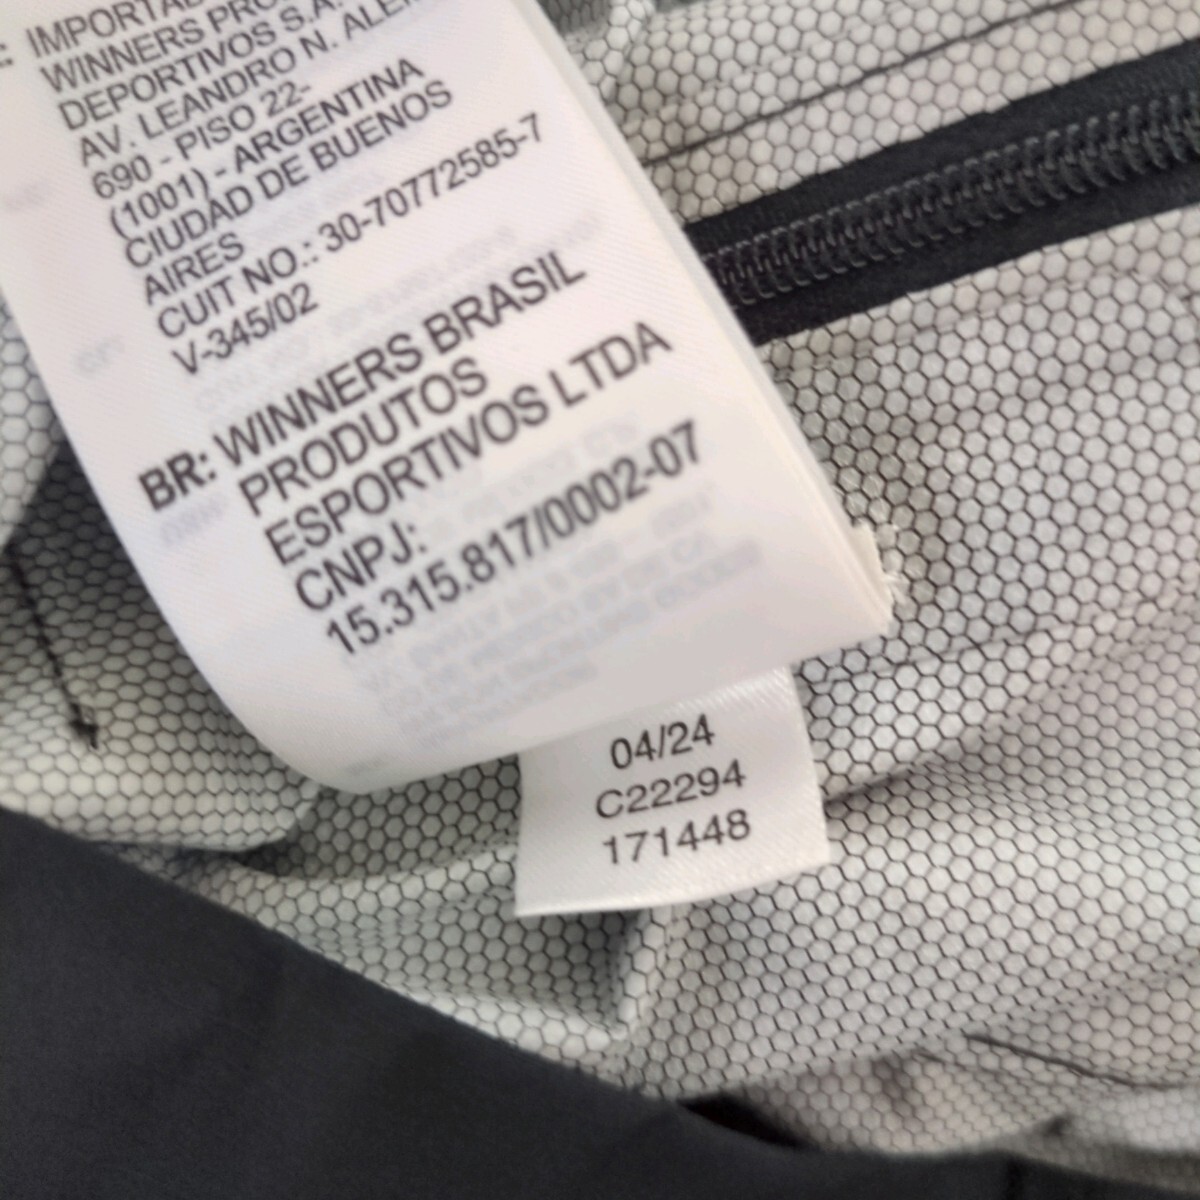 IMPORTAD
WINNERS PRO
DEPORTIVOS S.A.
AV. LEANDRO N. ALEM
690 - PISO 22-
(1001) - ARGENTINA
CIUDAD DE BUENOS
AIRES
CUIT NO.: 30-70772585-7
V-345/02
BR: WINNERS BRASIL
PRODUTOS
ESPORTIVOS LTDA
CNPJ:
15.315.817/0002-07
04/24
C22294
171448